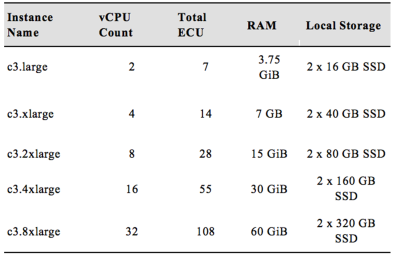 Instance Name vCPU Count Total ECU RAM Local Storage
c3.large 2 7 3.75 GiB 2 x 16 GB SSD
c3.xlarge 4 14 7 GB 2 x 40 GB SSD
c3.2xlarge 8 28 15 GiB 2 x 80 GB SSD
c3.4xlarge 16 55 30 GiB 2 x 160 GB SSD
c3.8xlarge 32 108 60 GiB 2 x 320 GB SSD